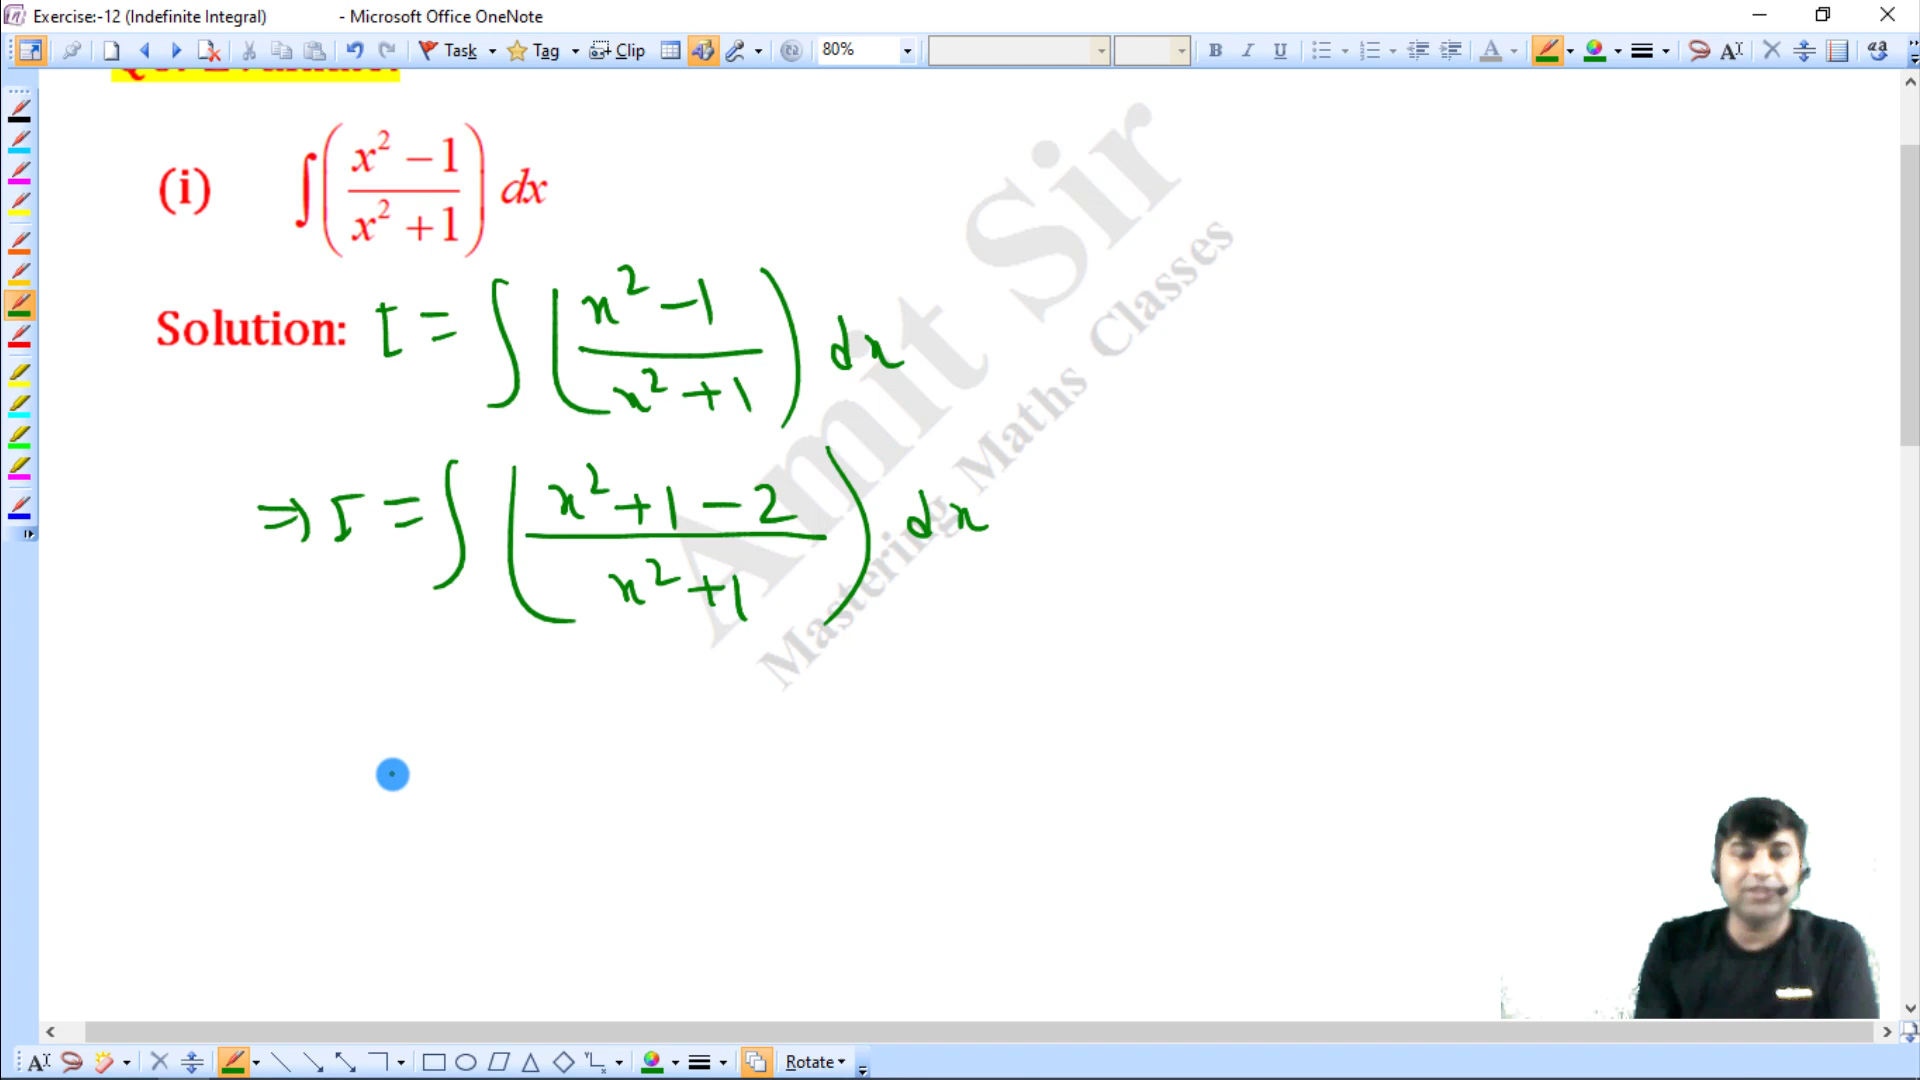 Exercise:-12 (Indefinite Integral) - Microsoft Office OneNote
Task Tag Clip 80% B I U
(i) ∫ ( (x² − 1) / (x² + 1) ) dx
Solution: I = ∫ ( (x² − 1) / (x² + 1) ) dx
⇒ I = ∫ ( (x² + 1 − 2) / (x² + 1) ) dx
Amit Sir
Mastering Maths Classes
Rotate